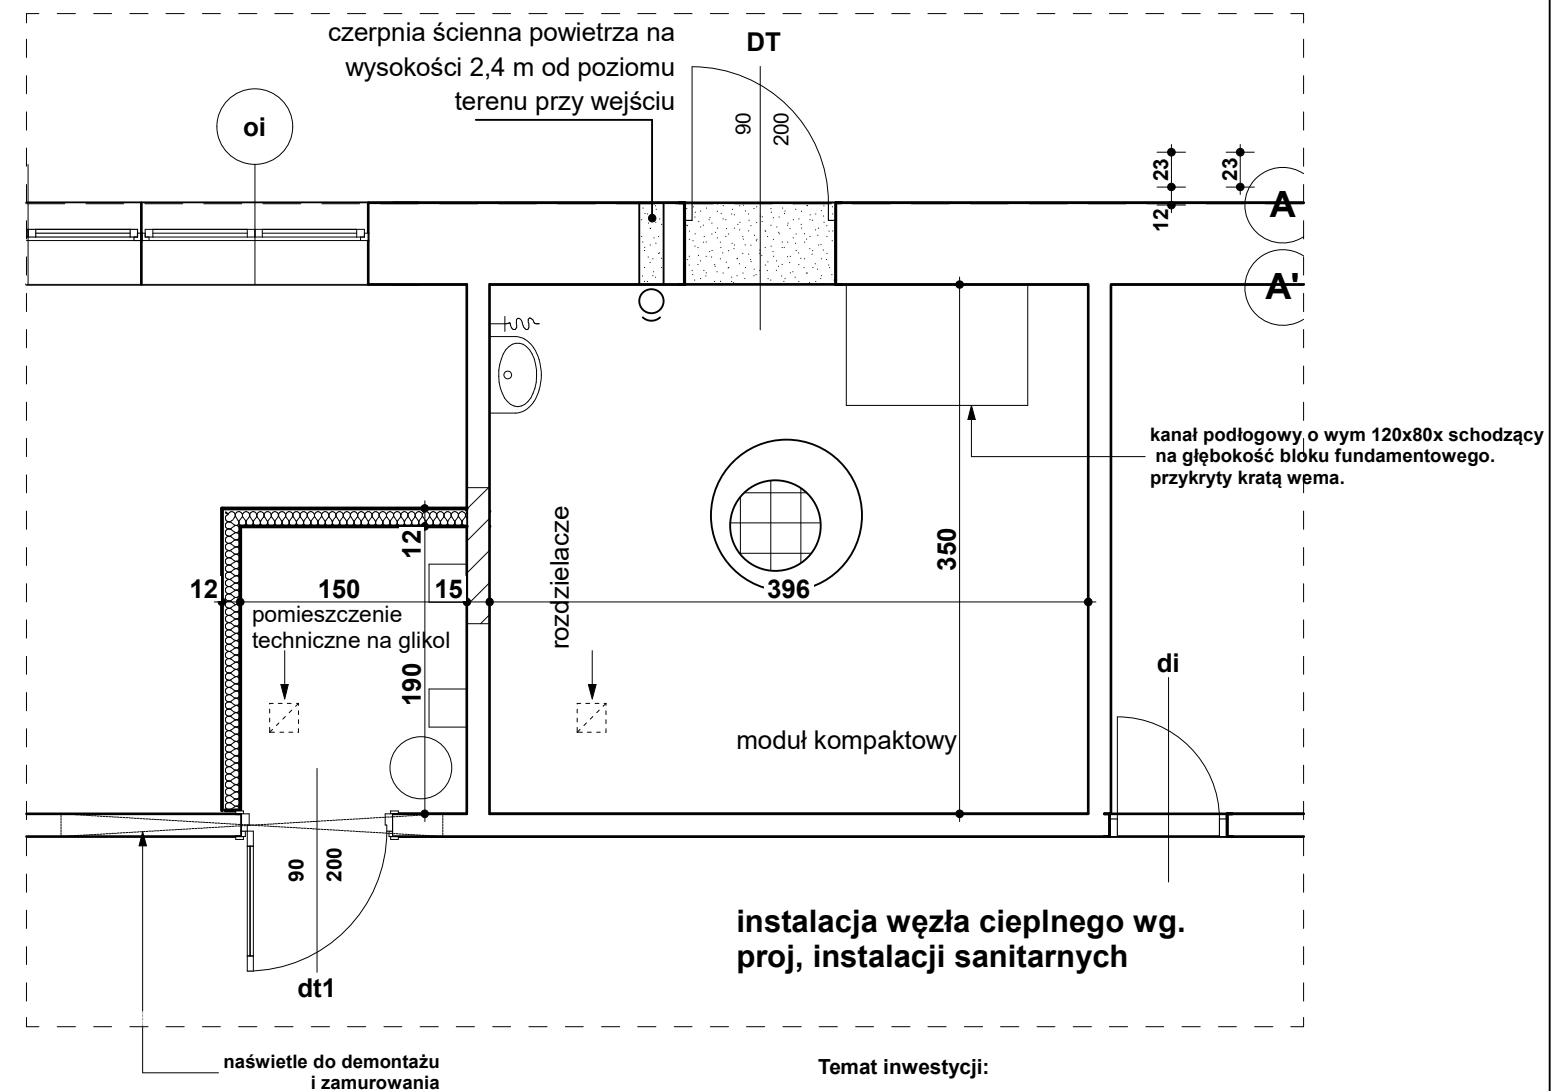 czerpnia ścienna powietrza na
wysokości 2,4 m od poziomu
terenu przy wejściu
DT
90
200
oi
23
23
12
A
A'
kanał podłogowy o wym 120x80x schodzący
na głębokość bloku fundamentowego.
przykryty kratą wema.
12
12
150
15
396
350
pomieszczenie
techniczne na glikol
rozdzielacze
190
di
moduł kompaktowy
90
200
dt1
instalacja węzła cieplnego wg.
proj, instalacji sanitarnych
naświetle do demontażu
i zamurowania
Temat inwestycji: